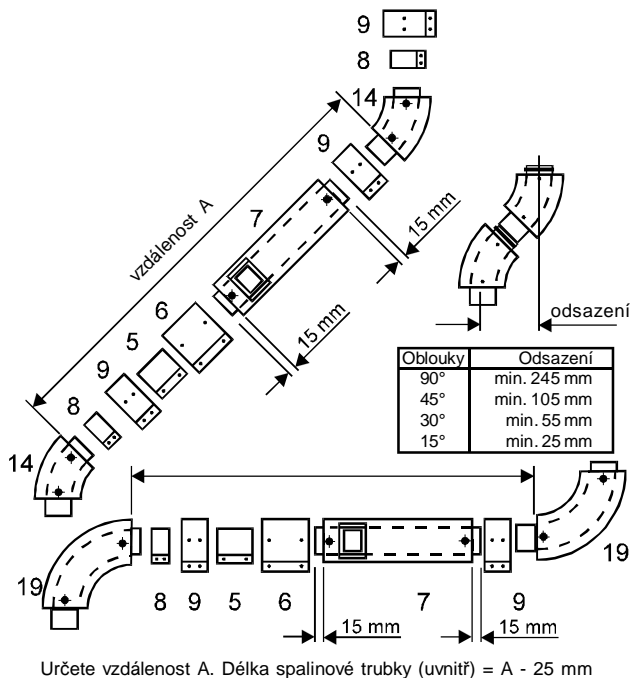 9
8
14
9
vzdálenost A
7
15 mm
6
15 mm
odsazení
5
9
8
14
Oblouky Odsazení
90° min. 245 mm
45° min. 105 mm
30° min. 55 mm
15° min. 25 mm
19
19
8 9 5 6 7 9
15 mm 15 mm
Určete vzdálenost A. Délka spalinové trubky (uvnitř) = A - 25 mm